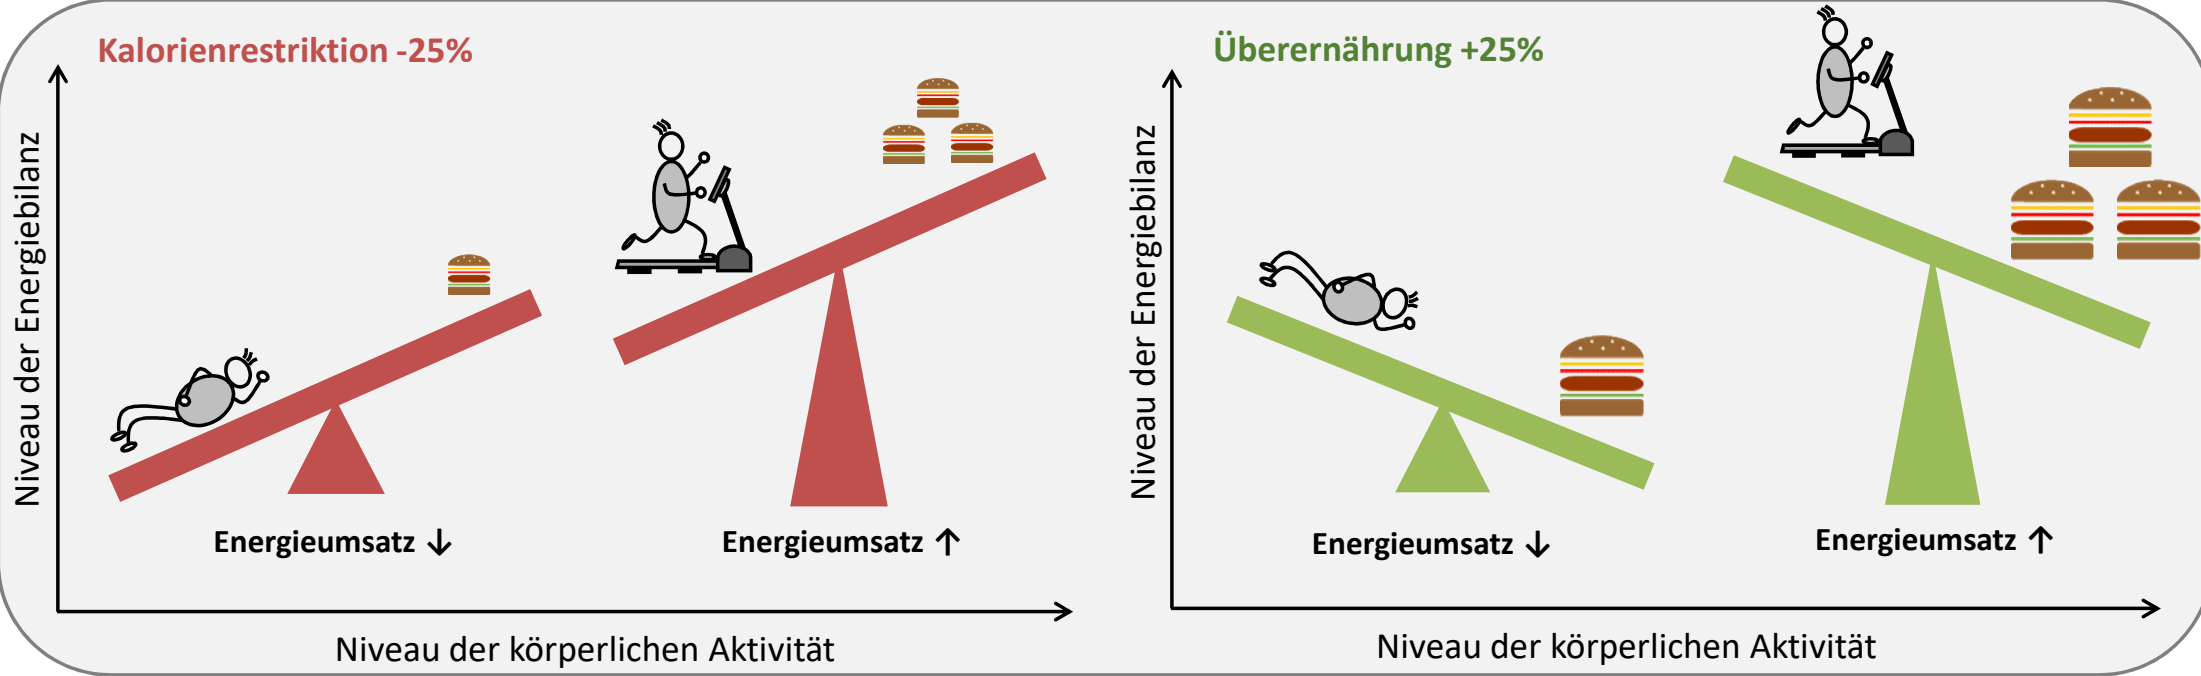 Kalorienrestriktion -25%
Niveau der Energiebilanz
Energieumsatz ↓
Energieumsatz ↑
Niveau der körperlichen Aktivität
Überernährung +25%
Niveau der Energiebilanz
Energieumsatz ↓
Energieumsatz ↑
Niveau der körperlichen Aktivität